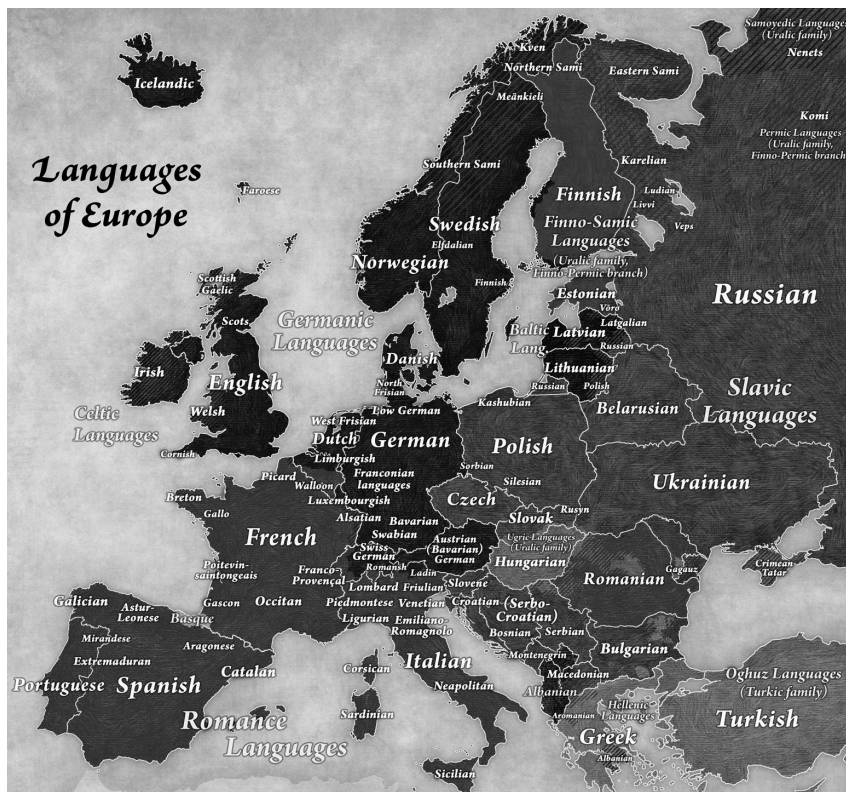 Languages
of Europe
Samoyedic Languages
(Uralic family)
Nenets
Komi
Permic Languages
(Uralic family,
Finno-Permic branch)
Icelandic
Faroese
Kven
Northern Sami
Eastern Sami
Meänkieli
Southern Sami
Karelian
Finnish
Ludian
Livvi
Veps
Swedish
Elfdalian
Finno-Samic
Languages
(Uralic family,
Finno-Permic branch)
Norwegian
Finnish
Estonian
Võro
Russian
Scottish
Gaelic
Scots
Germanic
Languages
Baltic
Lang.
Latvian
Latgalian
Russian
Danish
Lithuanian
Irish
English
North
Frisian
Russian
Polish
Slavic
Languages
Celtic
Languages
Welsh
Low German
Kashubian
Belarusian
West Frisian
Dutch
German
Polish
Cornish
Limburgish
Sorbian
Picard
Walloon
Franconian
languages
Silesian
Ukrainian
Breton
Gallo
Luxembourgish
Czech
Rusyn
Alsatian
Bavarian
Swabian
Slovak
French
Austrian
(Bavarian)
German
Ugric Languages
(Uralic family)
Hungarian
Swiss
German
Romansh
Ladin
Romanian
Gagauz
Crimean
Tatar
Poitevin-
saintongeais
Franco-
Provençal
Lombard
Friulian
Slovene
Galician
Astur-
Leonese
Basque
Gascon
Occitan
Piedmontese
Venetian
Croatian
(Serbo-
Croatian)
Ligurian
Emiliano-
Romagnolo
Bosnian
Serbian
Mirandese
Aragonese
Montenegrin
Bulgarian
Extremaduran
Catalan
Corsican
Italian
Macedonian
Portuguese
Spanish
Neapolitan
Albanian
Oghuz Languages
(Turkic family)
Sardinian
Aromanian
Hellenic
Languages
Turkish
Romance
Languages
Greek
Albanian
Sicilian